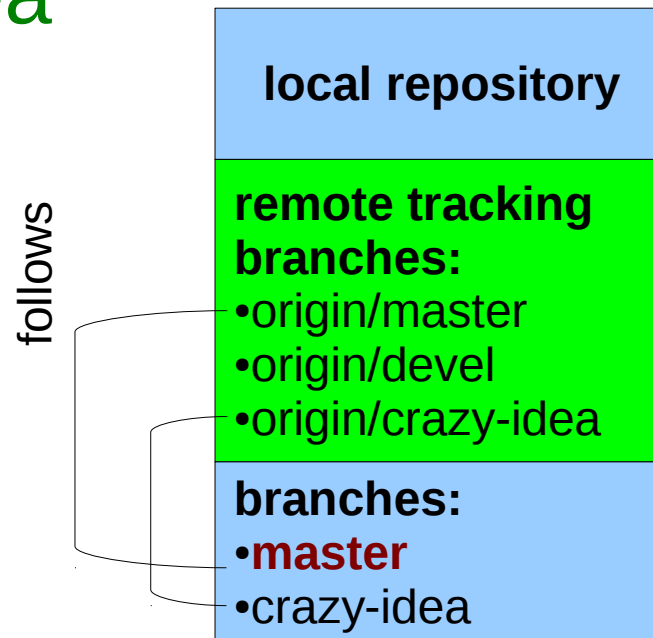 local repository
follows
remote tracking
branches:
•origin/master
•origin/devel
•origin/crazy-idea
branches:
•master
•crazy-idea